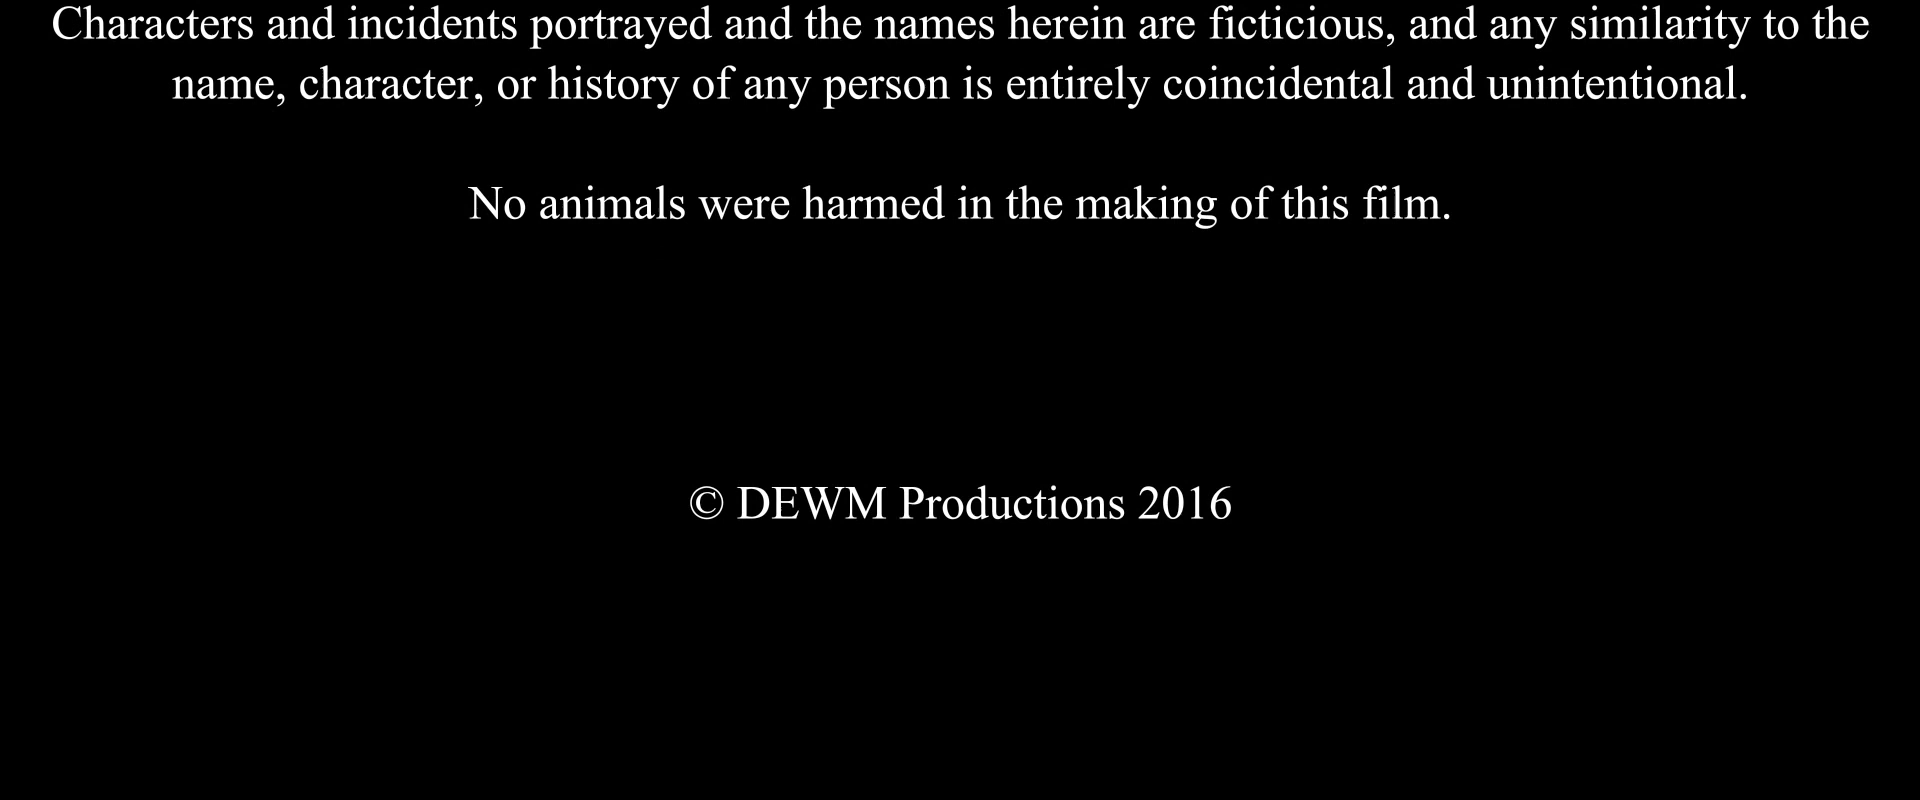 Characters and incidents portrayed and the names herein are ficticious, and any similarity to the
name, character, or history of any person is entirely coincidental and unintentional.
No animals were harmed in the making of this film.
© DEWM Productions 2016